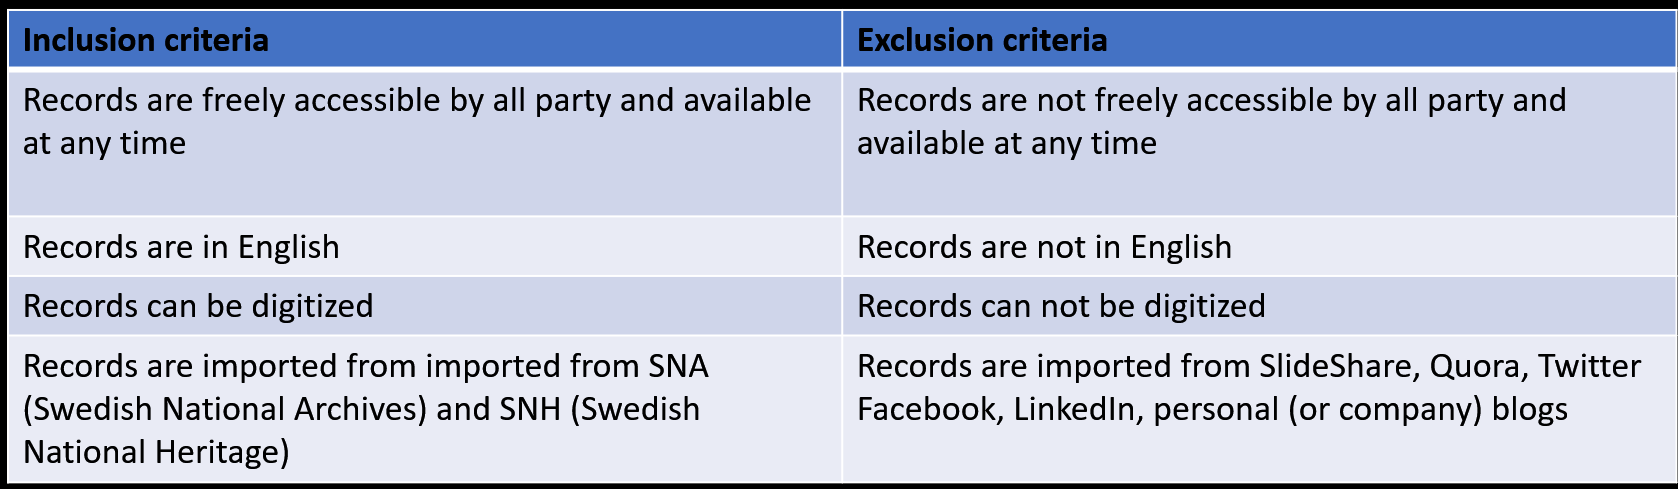 Inclusion criteria
Exclusion criteria
Records are freely accessible by all party and available
at any time
Records are not freely accessible by all party and
available at any time
Records are in English
Records are not in English
Records can be digitized
Records can not be digitized
Records are imported from imported from SNA
(Swedish National Archives) and SNH (Swedish
National Heritage)
Records are imported from SlideShare, Quora, Twitter
Facebook, LinkedIn, personal (or company) blogs